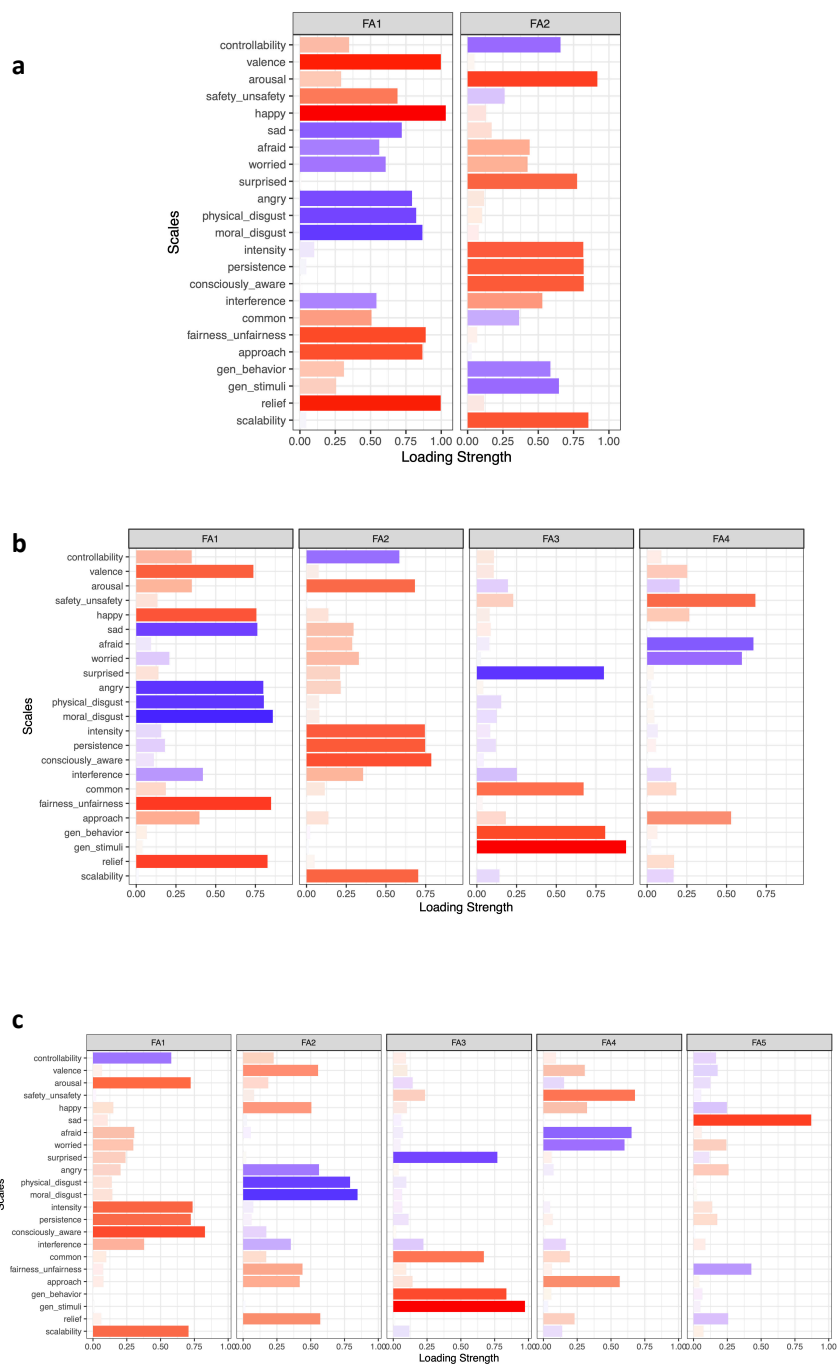 a
FA1 FA2
controllability
valence
arousal
safety_unsafety
happy
sad
afraid
worried
surprised
angry
physical_disgust
moral_disgust
intensity
persistence
consciously_aware
interference
common
fairness_unfairness
approach
gen_behavior
gen_stimuli
relief
scalability
Scales
0.00 0.25 0.50 0.75 1.00 0.00 0.25 0.50 0.75 1.00
Loading Strength
b
FA1 FA2 FA3 FA4
controllability
valence
arousal
safety_unsafety
happy
sad
afraid
worried
surprised
angry
physical_disgust
moral_disgust
intensity
persistence
consciously_aware
interference
common
fairness_unfairness
approach
gen_behavior
gen_stimuli
relief
scalability
Scales
0.00 0.25 0.50 0.75 0.00 0.25 0.50 0.75 0.00 0.25 0.50 0.75 0.00 0.25 0.50 0.75
Loading Strength
c
FA1 FA2 FA3 FA4 FA5
controllability
valence
arousal
safety_unsafety
happy
sad
afraid
worried
surprised
angry
physical_disgust
moral_disgust
intensity
persistence
consciously_aware
interference
common
fairness_unfairness
approach
gen_behavior
gen_stimuli
relief
scalability
Scales
0.00 0.25 0.50 0.75 1.00 0.00 0.25 0.50 0.75 1.00 0.00 0.25 0.50 0.75 1.00 0.00 0.25 0.50 0.75 1.00 0.00 0.25 0.50 0.75 1.00
Loading Strength